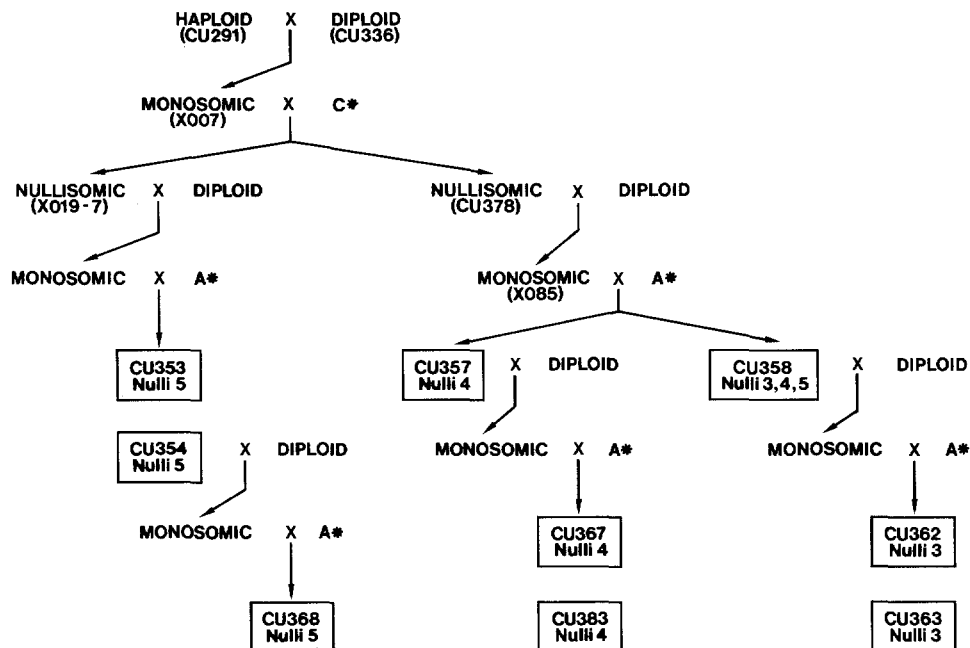 HAPLOID X DIPLOID
(CU291) (CU336)
MONOSOMIC X C*
(X007)
NULLISOMIC X DIPLOID NULLISOMIC X DIPLOID
(X019-7) (CU378)
MONOSOMIC X A* MONOSOMIC X A*
(X085)
CU353 CU357 X DIPLOID CU358 X DIPLOID
Nulli 5 Nulli 4 Nulli 3,4,5
CU354 X DIPLOID MONOSOMIC X A* MONOSOMIC X A*
Nulli 5
MONOSOMIC X A* CU367 CU362
Nulli 4 Nulli 3
CU368 CU383 CU363
Nulli 5 Nulli 4 Nulli 3